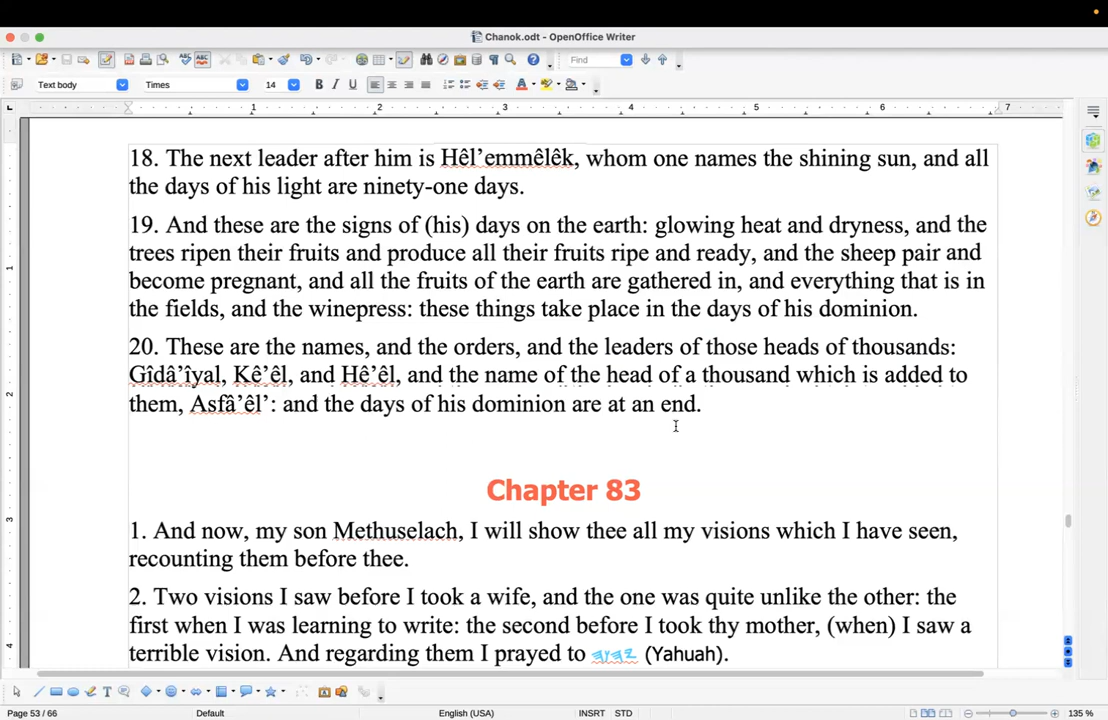 Chanok.odt - OpenOffice Writer
Find
Text body Times 14 B I U
1 2 3 4 5 6 7
18. The next leader after him is Hêl’emmêlêk, whom one names the shining sun, and all
the days of his light are ninety-one days.
19. And these are the signs of (his) days on the earth: glowing heat and dryness, and the
trees ripen their fruits and produce all their fruits ripe and ready, and the sheep pair and
become pregnant, and all the fruits of the earth are gathered in, and everything that is in
the fields, and the winepress: these things take place in the days of his dominion.
20. These are the names, and the orders, and the leaders of those heads of thousands:
Gîdâ’îyal, Kê’êl, and Hê’êl, and the name of the head of a thousand which is added to
them, Asfâ’êl’: and the days of his dominion are at an end.
Chapter 83
1. And now, my son Methuselach, I will show thee all my visions which I have seen,
recounting them before thee.
2. Two visions I saw before I took a wife, and the one was quite unlike the other: the
first when I was learning to write: the second before I took thy mother, (when) I saw a
terrible vision. And regarding them I prayed to 𐤉𐤄𐤅𐤄 (Yahuah).
Page 53 / 66 Default English (USA) INSRT STD 135 %